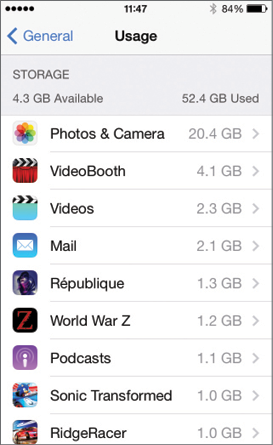 11:47 84%
General Usage
STORAGE
4.3 GB Available 52.4 GB Used
Photos & Camera 20.4 GB
VideoBooth 4.1 GB
Videos 2.3 GB
Mail 2.1 GB
République 1.3 GB
World War Z 1.2 GB
Podcasts 1.1 GB
Sonic Transformed 1.0 GB
RidgeRacer 1.0 GB